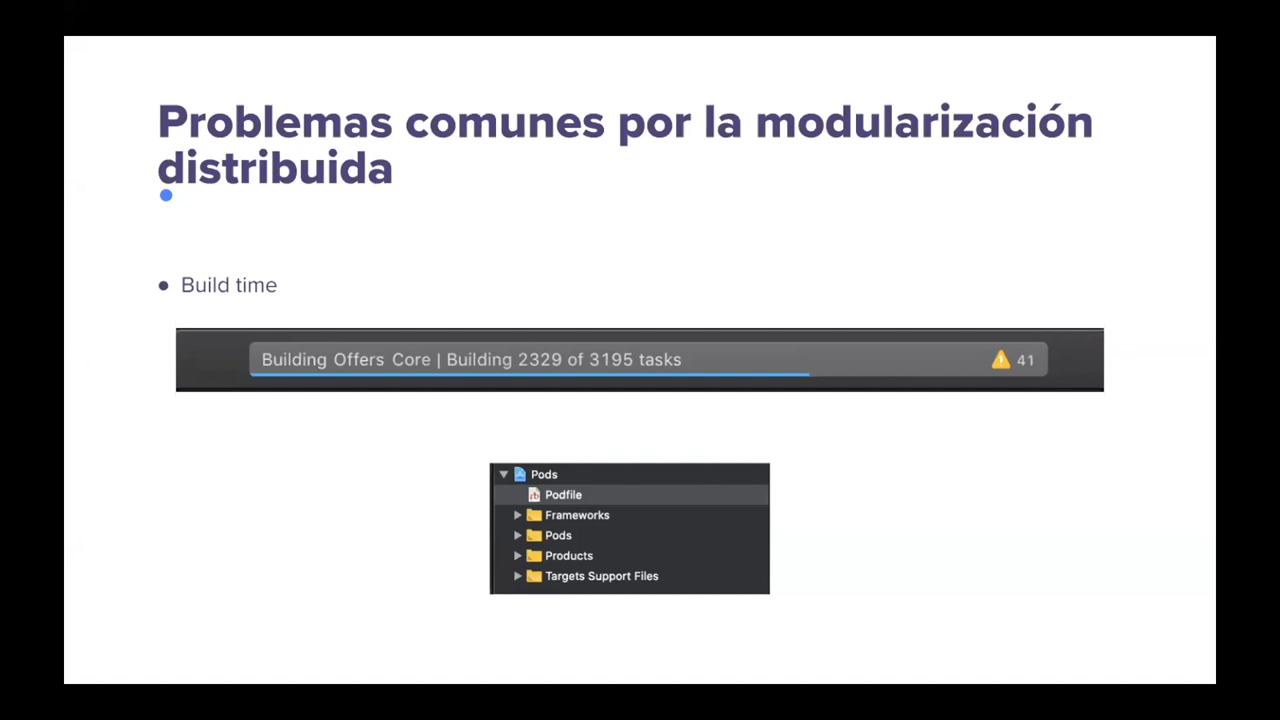 Problemas comunes por la modularización
distribuida
● Build time
Building Offers Core | Building 2329 of 3195 tasks 41
Pods
Podfile
Frameworks
Pods
Products
Targets Support Files